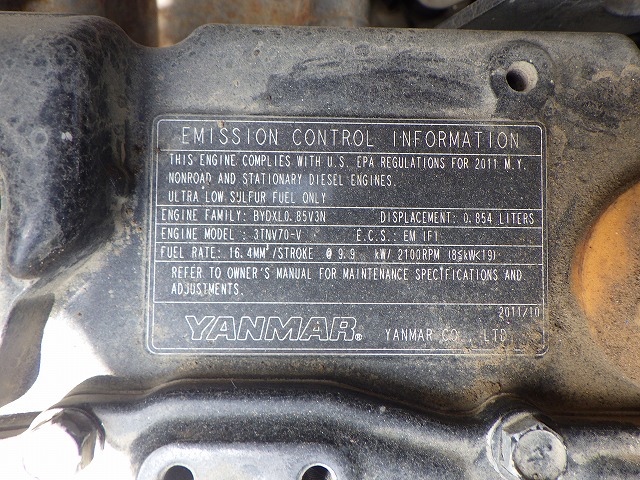 EMISSION CONTROL INFORMATION
THIS ENGINE COMPLIES WITH U.S. EPA REGULATIONS FOR 2011 M.Y.
NONROAD AND STATIONARY DIESEL ENGINES.
ULTRA LOW SULFUR FUEL ONLY
ENGINE FAMILY: BYDXL0.85V3N DISPLACEMENT: 0.854 LITERS
ENGINE MODEL : 3TNV70-V E.C.S.: EM IFI
FUEL RATE: 16.4MM³/STROKE @ 9.9 kW/ 2100RPM (8≦kW<19)
REFER TO OWNER'S MANUAL FOR MAINTENANCE SPECIFICATIONS AND
ADJUSTMENTS.
2011/10
YANMAR® YANMAR CO., LTD.